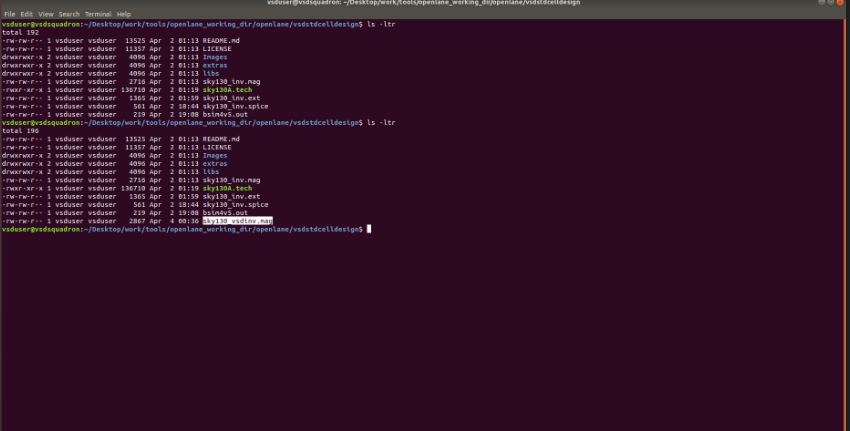 vsduser@vsdsquadron: ~/Desktop/work/tools/openlane_working_dir/openlane/vsdstdcelldesign
File Edit View Search Terminal Help
vsduser@vsdsquadron:~/Desktop/work/tools/openlane_working_dir/openlane/vsdstdcelldesign$ ls -ltr
total 192
-rw-rw-r-- 1 vsduser vsduser 13525 Apr 2 01:13 README.md
-rw-rw-r-- 1 vsduser vsduser 11357 Apr 2 01:13 LICENSE
drwxrwxr-x 2 vsduser vsduser 4096 Apr 2 01:13 Images
drwxrwxr-x 2 vsduser vsduser 4096 Apr 2 01:13 extras
drwxrwxr-x 2 vsduser vsduser 4096 Apr 2 01:13 libs
-rw-rw-r-- 1 vsduser vsduser 2716 Apr 2 01:13 sky130_inv.mag
-rwxr-xr-x 1 vsduser vsduser 136710 Apr 2 01:19 sky130A.tech
-rw-rw-r-- 1 vsduser vsduser 1365 Apr 2 01:59 sky130_inv.ext
-rw-rw-r-- 1 vsduser vsduser 561 Apr 2 18:44 sky130_inv.spice
-rw-rw-r-- 1 vsduser vsduser 219 Apr 2 19:08 bsim4v5.out
vsduser@vsdsquadron:~/Desktop/work/tools/openlane_working_dir/openlane/vsdstdcelldesign$ ls -ltr
total 196
-rw-rw-r-- 1 vsduser vsduser 13525 Apr 2 01:13 README.md
-rw-rw-r-- 1 vsduser vsduser 11357 Apr 2 01:13 LICENSE
drwxrwxr-x 2 vsduser vsduser 4096 Apr 2 01:13 Images
drwxrwxr-x 2 vsduser vsduser 4096 Apr 2 01:13 extras
drwxrwxr-x 2 vsduser vsduser 4096 Apr 2 01:13 libs
-rw-rw-r-- 1 vsduser vsduser 2716 Apr 2 01:13 sky130_inv.mag
-rwxr-xr-x 1 vsduser vsduser 136710 Apr 2 01:19 sky130A.tech
-rw-rw-r-- 1 vsduser vsduser 1365 Apr 2 01:59 sky130_inv.ext
-rw-rw-r-- 1 vsduser vsduser 561 Apr 2 18:44 sky130_inv.spice
-rw-rw-r-- 1 vsduser vsduser 219 Apr 2 19:08 bsim4v5.out
-rw-rw-r-- 1 vsduser vsduser 2867 Apr 4 00:36 sky130_vsdinv.mag
vsduser@vsdsquadron:~/Desktop/work/tools/openlane_working_dir/openlane/vsdstdcelldesign$